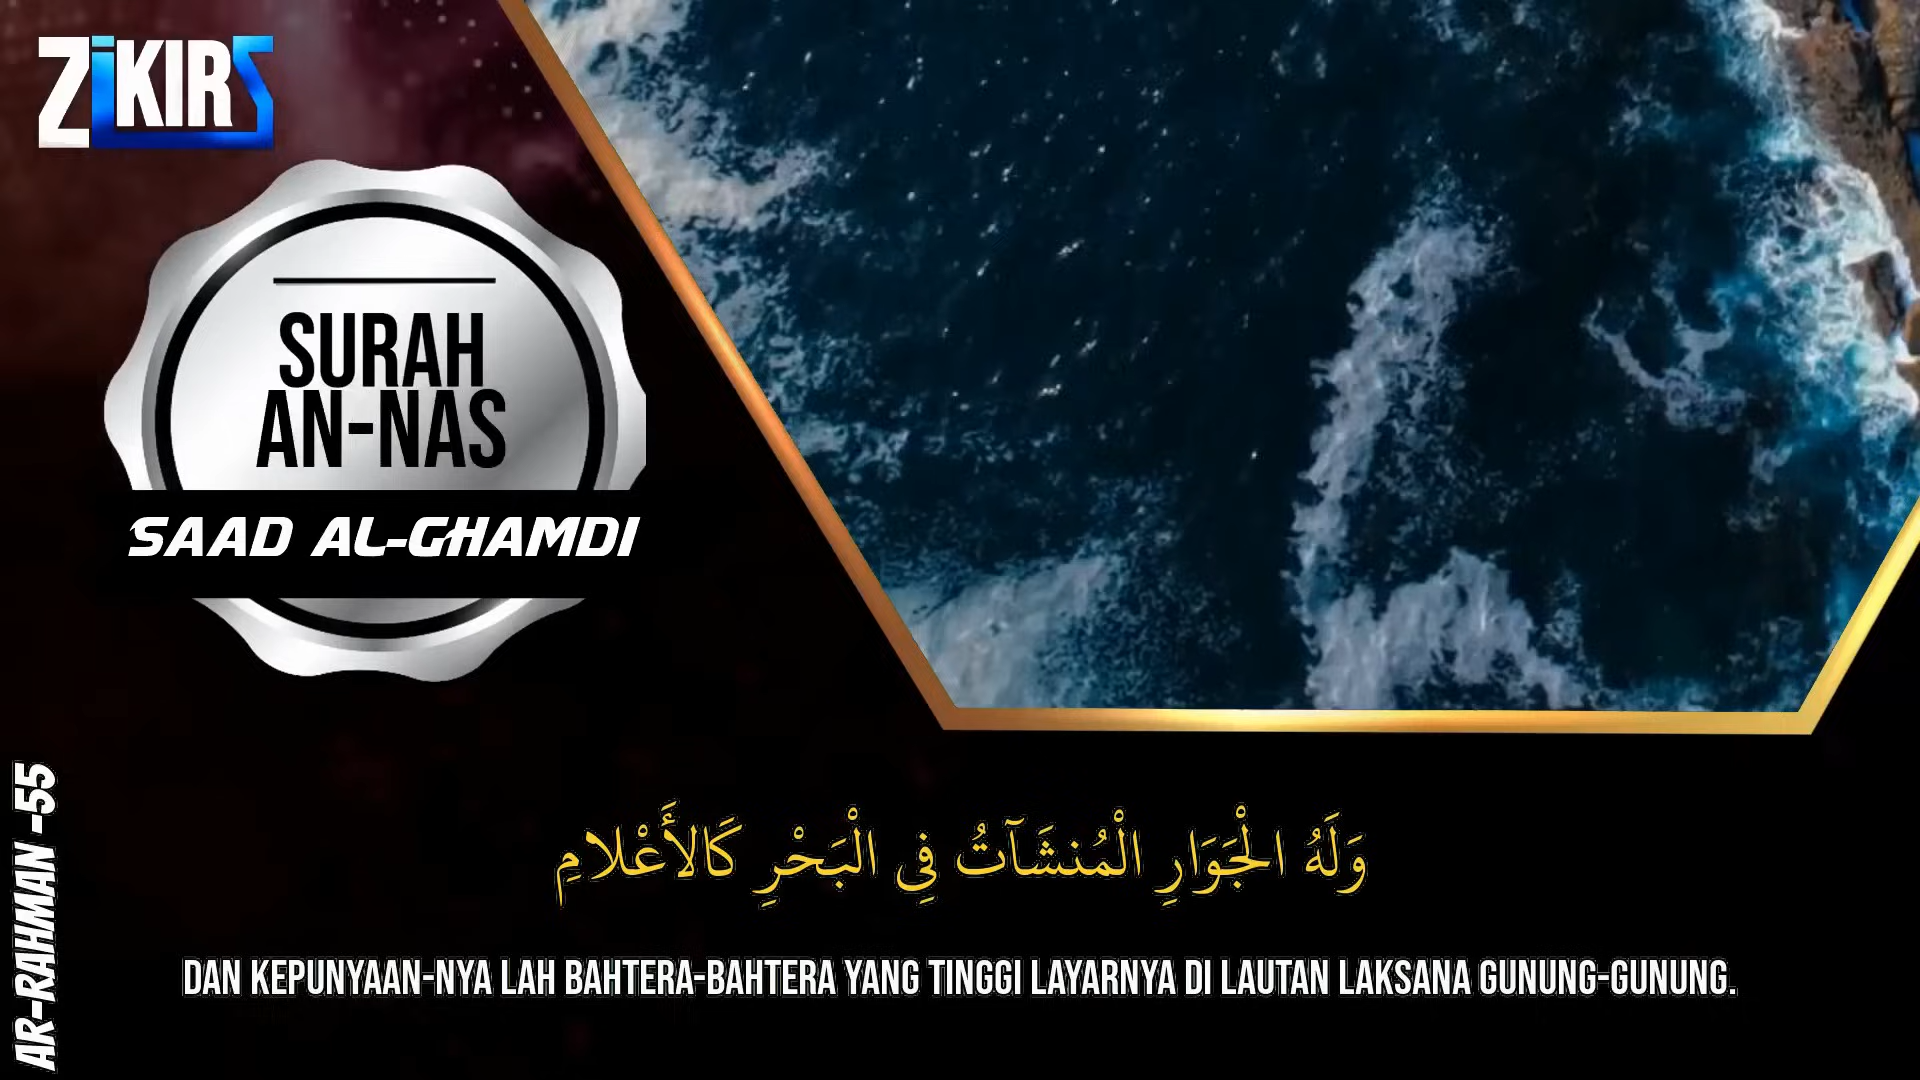 ZiKIRS
SURAH
AN-NAS
SAAD AL-GHAMDI
AR-RAHMAN -55
وَلَهُ الْجَوَارِ الْمُنشَآتُ فِي الْبَحْرِ كَالأَعْلامِ
DAN KEPUNYAAN-NYA LAH BAHTERA-BAHTERA YANG TINGGI LAYARNYA DI LAUTAN LAKSANA GUNUNG-GUNUNG.